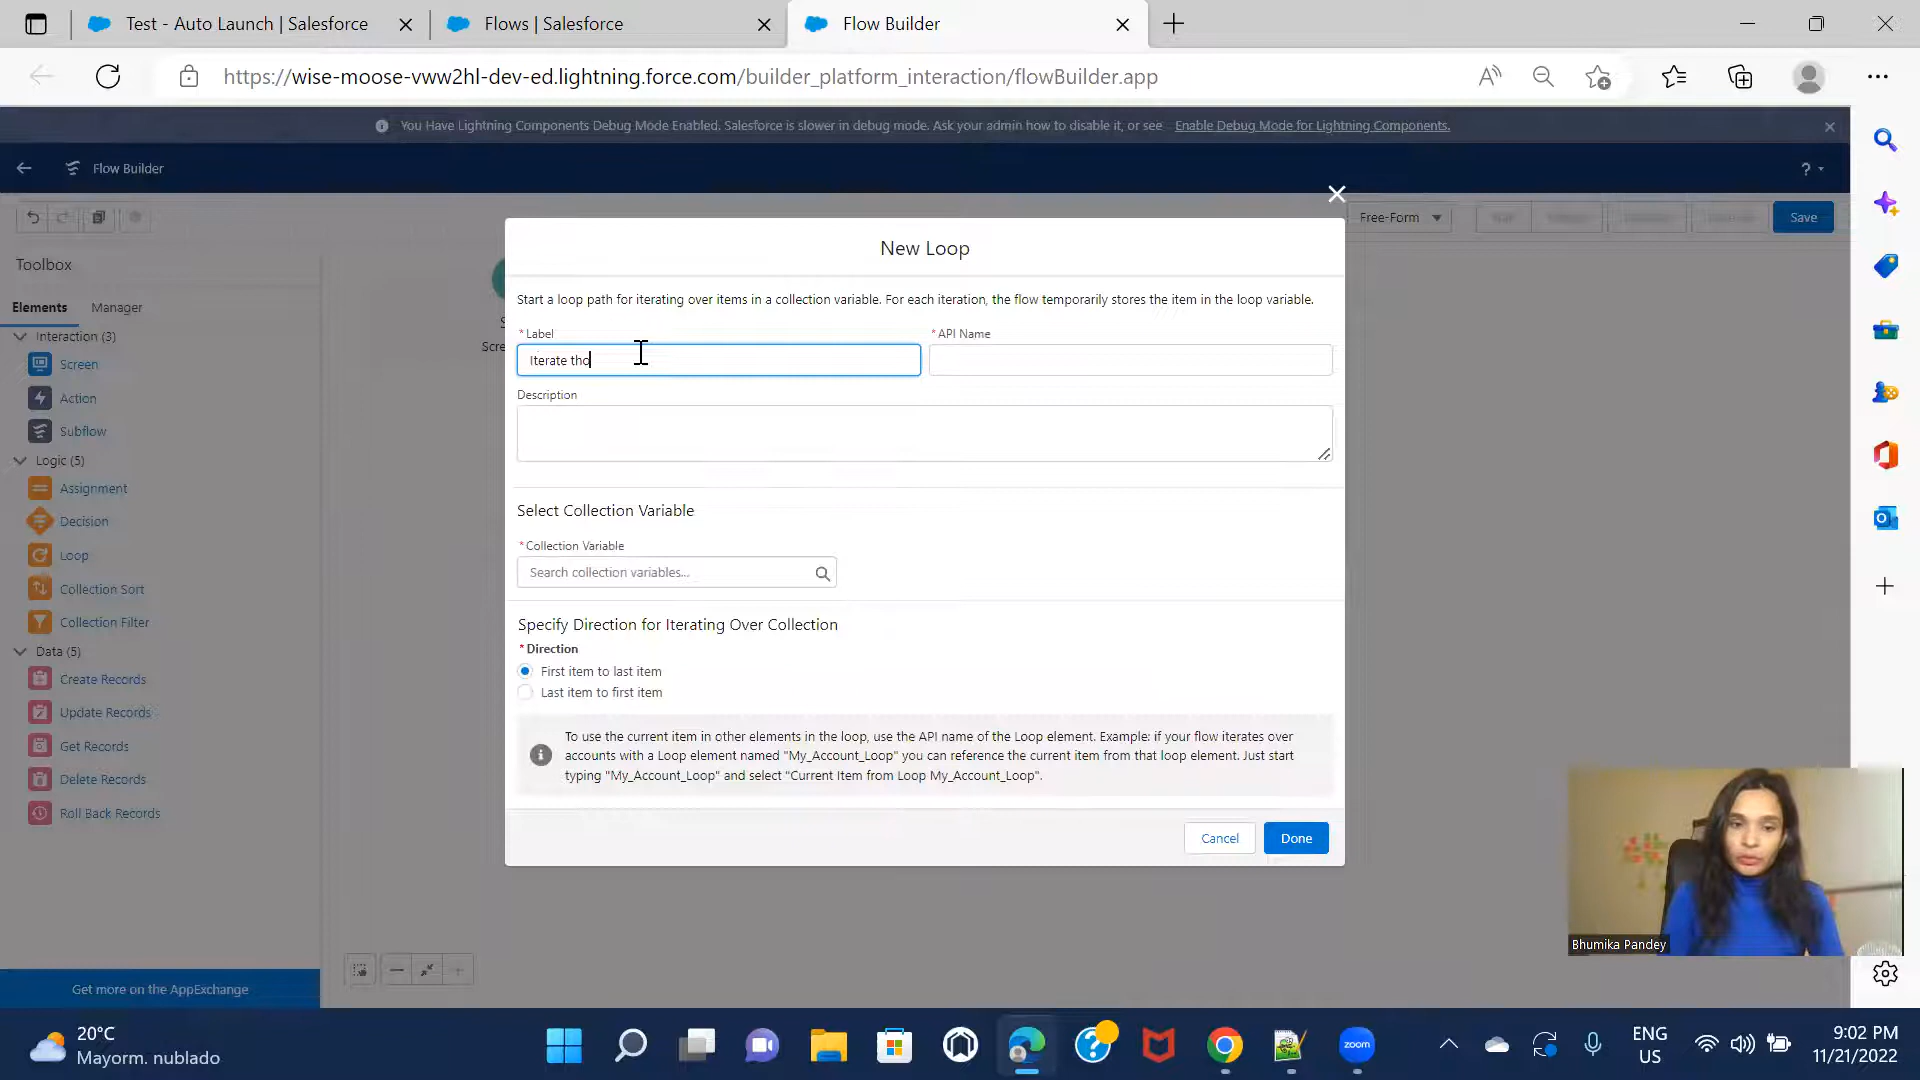 Test - Auto Launch | Salesforce
Flows | Salesforce
Flow Builder
https://wise-moose-vww2hl-dev-ed.lightning.force.com/builder_platform_interaction/flowBuilder.app
You Have Lightning Components Debug Mode Enabled. Salesforce is slower in debug mode. Ask your admin how to disable it, or see Enable Debug Mode for Lightning Components.
Flow Builder
?
Free-Form
Save
Toolbox
Elements
Manager
Interaction (3)
Screen
Action
Subflow
Logic (5)
Assignment
Decision
Loop
Collection Sort
Collection Filter
Data (5)
Create Records
Update Records
Get Records
Delete Records
Roll Back Records
Get more on the AppExchange
New Loop
Start a loop path for iterating over items in a collection variable. For each iteration, the flow temporarily stores the item in the loop variable.
* Label
* API Name
Iterate tho
Description
Select Collection Variable
* Collection Variable
Search collection variables...
Specify Direction for Iterating Over Collection
* Direction
First item to last item
Last item to first item
To use the current item in other elements in the loop, use the API name of the Loop element. Example: if your flow iterates over
accounts with a Loop element named "My_Account_Loop" you can reference the current item from that loop element. Just start
typing "My_Account_Loop" and select "Current Item from Loop My_Account_Loop".
Cancel
Done
Bhumika Pandey
20°C
Mayorm. nublado
zoom
ENG
US
9:02 PM
11/21/2022